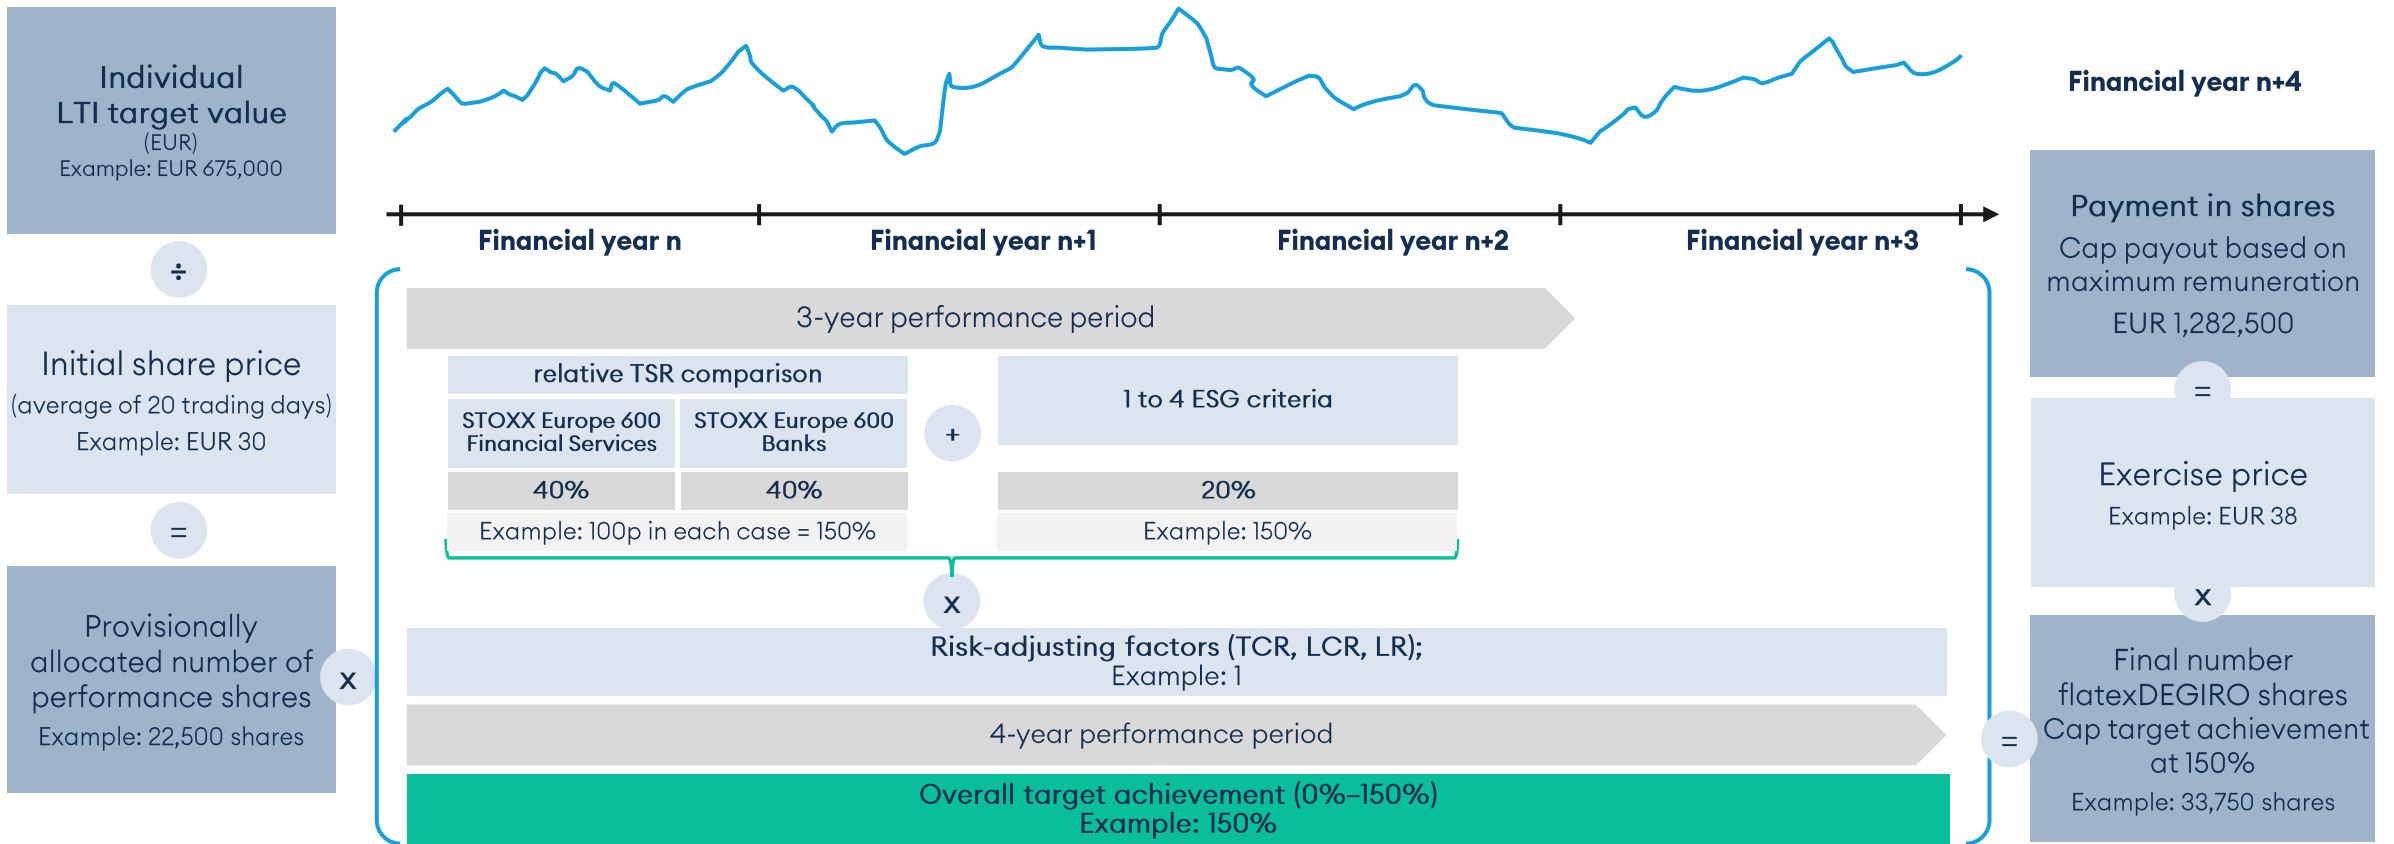 Individual
LTI target value
(EUR)
Example: EUR 675,000
÷
Initial share price
(average of 20 trading days)
Example: EUR 30
=
Provisionally
allocated number of
performance shares
Example: 22,500 shares
x
Financial year n
Financial year n+1
Financial year n+2
Financial year n+3
3-year performance period
relative TSR comparison
STOXX Europe 600
Financial Services
STOXX Europe 600
Banks
40%
40%
Example: 100p in each case = 150%
+
1 to 4 ESG criteria
20%
Example: 150%
x
Risk-adjusting factors (TCR, LCR, LR);
Example: 1
4-year performance period
Overall target achievement (0%–150%)
Example: 150%
=
Financial year n+4
Payment in shares
Cap payout based on
maximum remuneration
EUR 1,282,500
=
Exercise price
Example: EUR 38
x
Final number
flatexDEGIRO shares
Cap target achievement
at 150%
Example: 33,750 shares